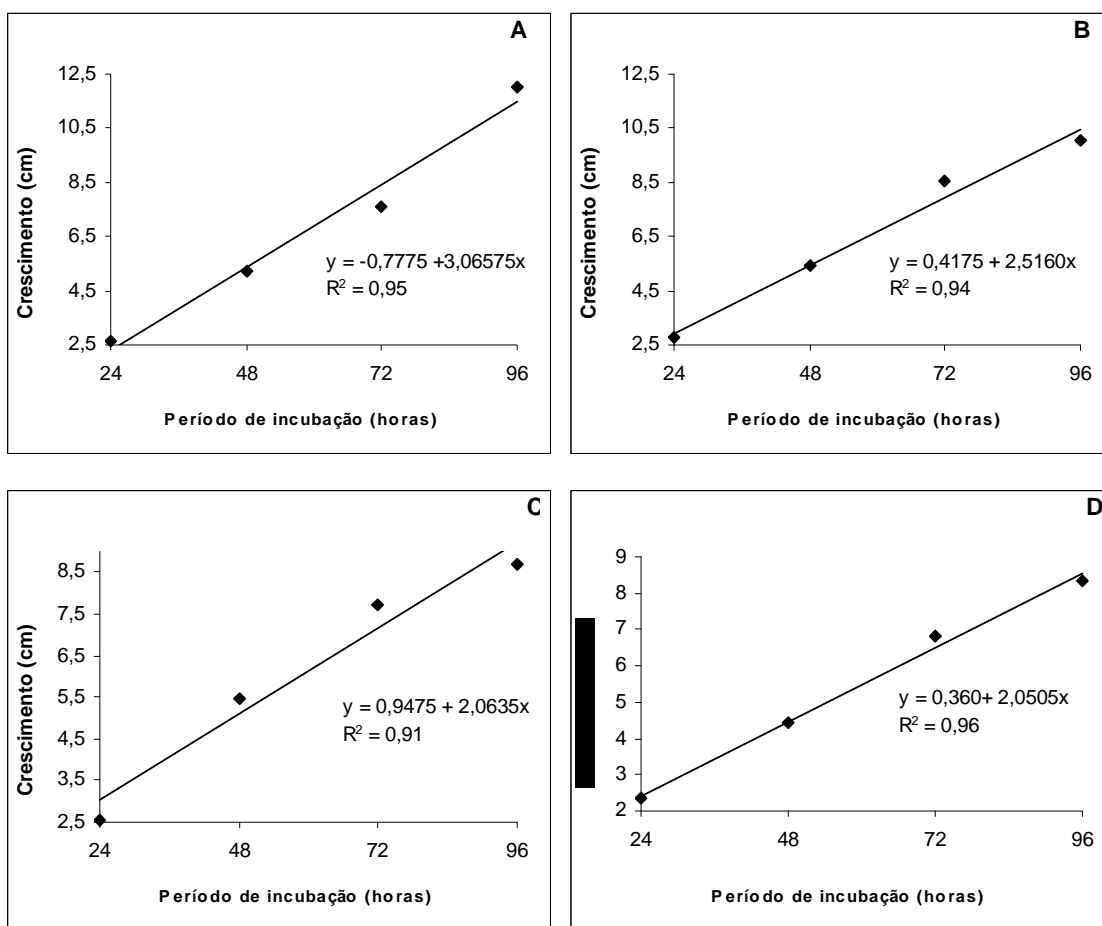 A
12,5
10,5
8,5
6,5
4,5
2,5
Crescimento (cm)
y = -0,7775 +3,06575x
R² = 0,95
24 48 72 96
Período de incubação (horas)
B
12,5
10,5
8,5
6,5
4,5
2,5
Crescimento (cm)
y = 0,4175 + 2,5160x
R² = 0,94
24 48 72 96
Período de incubação (horas)
C
8,5
7,5
6,5
5,5
4,5
3,5
2,5
Crescimento (cm)
y = 0,9475 + 2,0635x
R² = 0,91
24 48 72 96
Período de incubação (horas)
D
9
8
7
6
5
4
3
2
y = 0,360+ 2,0505x
R² = 0,96
24 48 72 96
Período de incubação (horas)